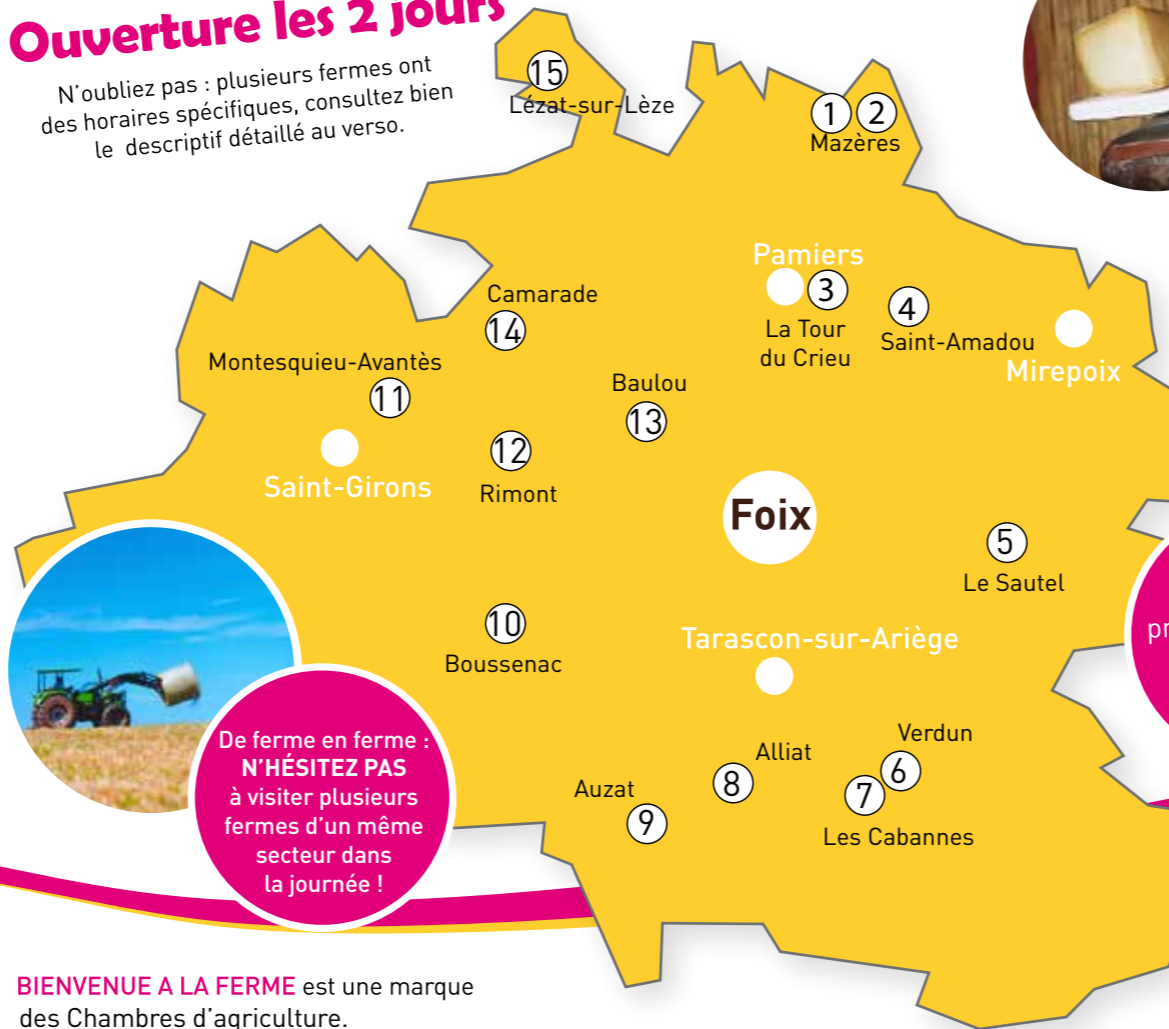 Ouverture les 2 jours
N'oubliez pas : plusieurs fermes ont
des horaires spécifiques, consultez bien
le descriptif détaillé au verso.
15
Lézat-sur-Lèze
1 2
Mazères
Pamiers
3
La Tour
du Crieu
4
Saint-Amadou
Mirepoix
Camarade
14
Montesquieu-Avantès
11
Baulou
13
12
Rimont
Saint-Girons
Foix
5
Le Sautel
10
Boussenac
Tarascon-sur-Ariège
pr
Verdun
6
Alliat
8
7
Les Cabannes
Auzat
9
De ferme en ferme :
N'HÉSITEZ PAS
à visiter plusieurs
fermes d'un même
secteur dans
la journée !
BIENVENUE A LA FERME est une marque
des Chambres d'agriculture.